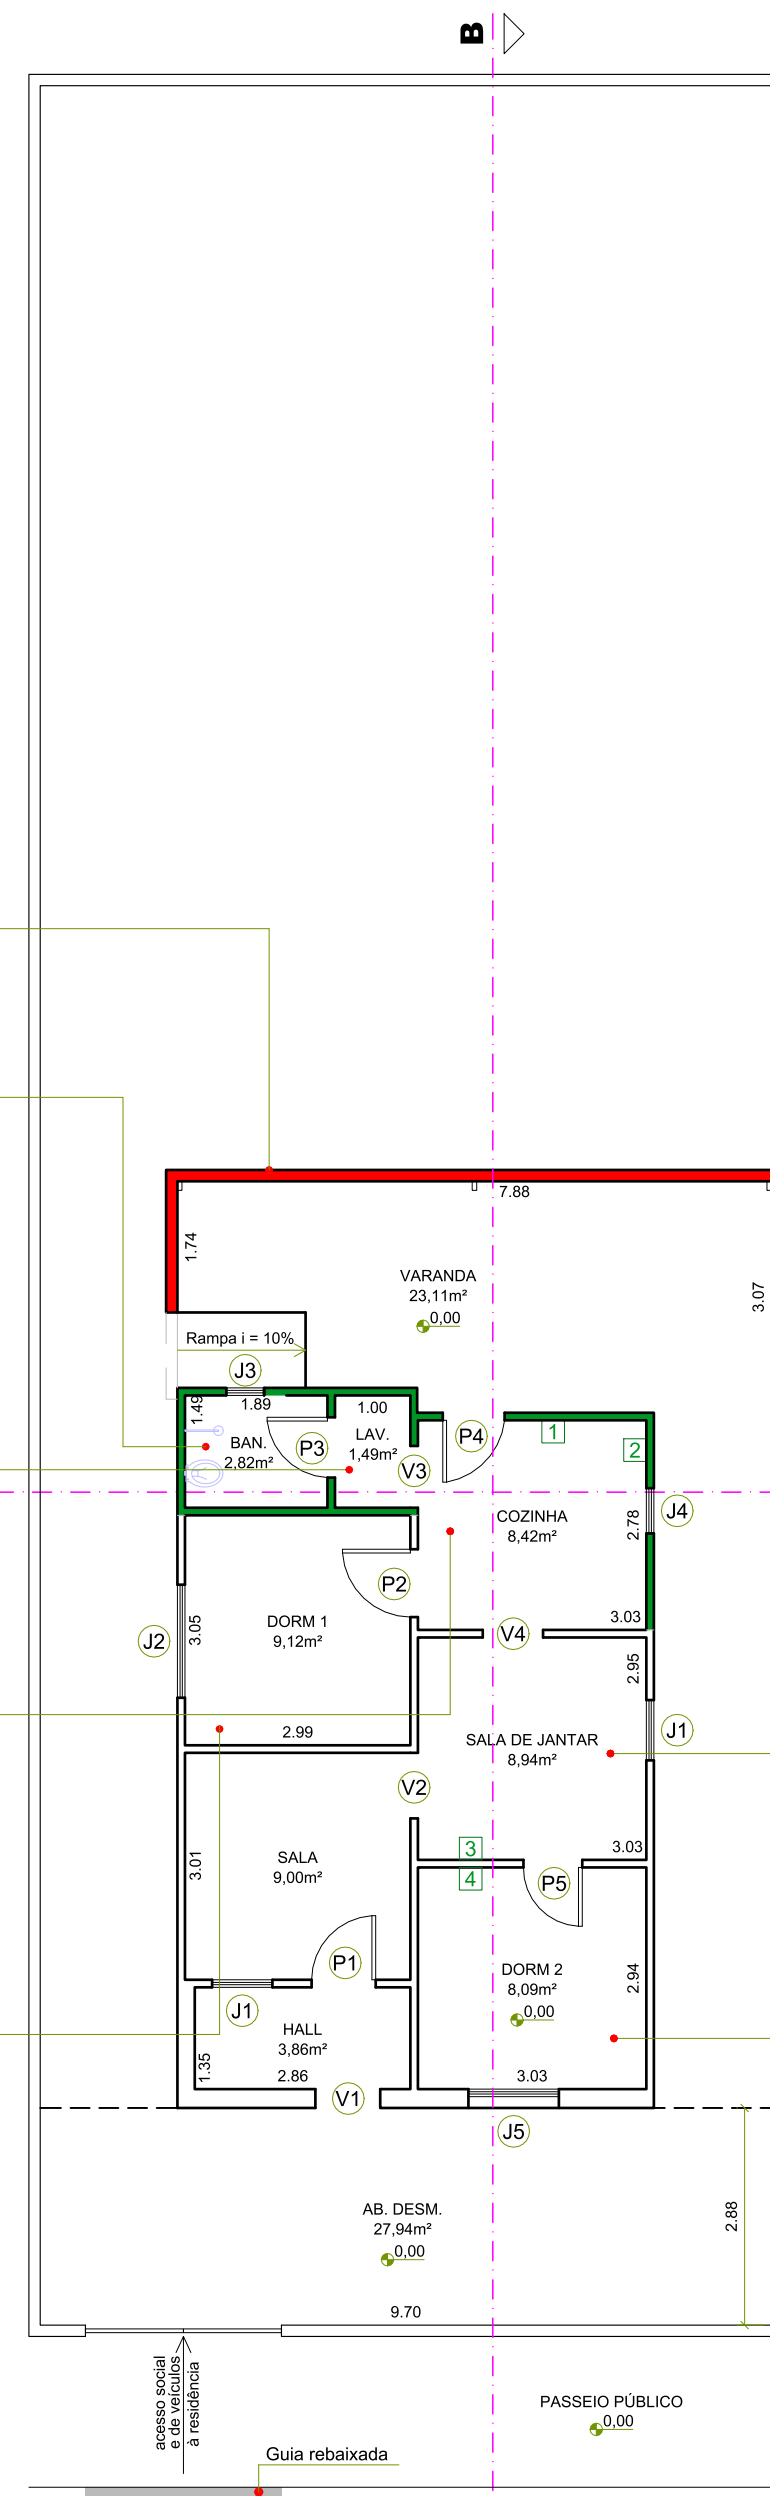 B
7.88
1.74
VARANDA
23,11m²
0,00
3.07
Rampa i = 10%
J3
1.49
1.89
1.00
BAN.
2,82m²
P3
LAV.
1,49m²
V3
P4
1
2
COZINHA
8,42m²
2.78
J4
3.03
P2
DORM 1
9,12m²
3.05
J2
2.99
V4
2.95
SALA DE JANTAR
8,94m²
J1
V2
3.03
3
4
P5
SALA
9,00m²
3.01
P1
J1
DORM 2
8,09m²
0,00
2.94
3.03
HALL
3,86m²
1.35
2.86
V1
J5
AB. DESM.
27,94m²
0,00
2.88
9.70
acesso social
e de veículos
à residência
PASSEIO PÚBLICO
0,00
Guia rebaixada